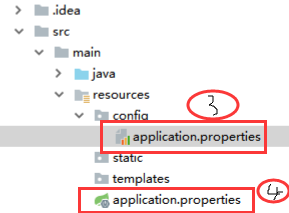 .idea
src
main
java
resources
3
config
application.properties
static
templates
application.properties
4